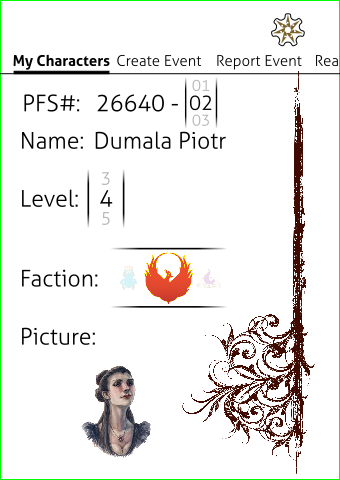 My Characters Create Event Report Event Rea
01
PFS#: 26640 - 02
03
Name: Dumala Piotr
3
Level: 4
5
Faction:
Picture: